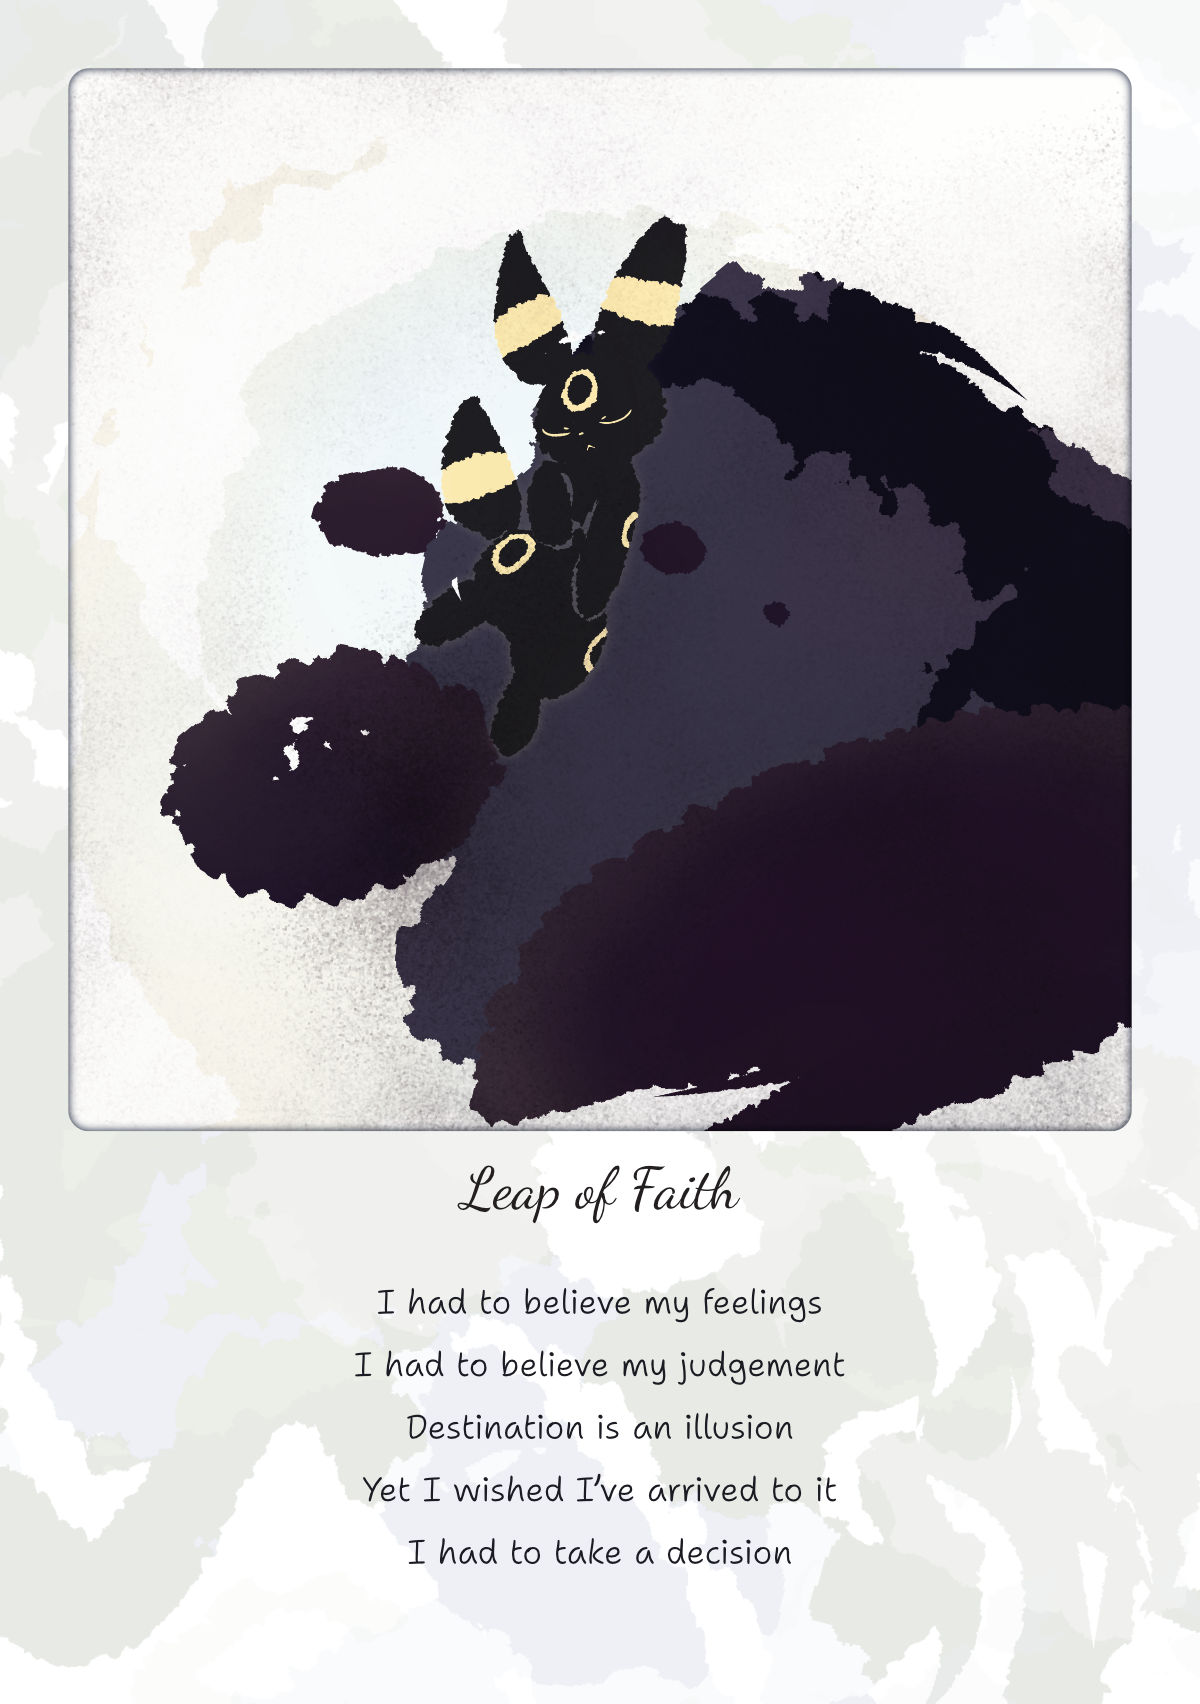 Leap of Faith
I had to believe my feelings
I had to believe my judgement
Destination is an illusion
Yet I wished I've arrived to it
I had to take a decision